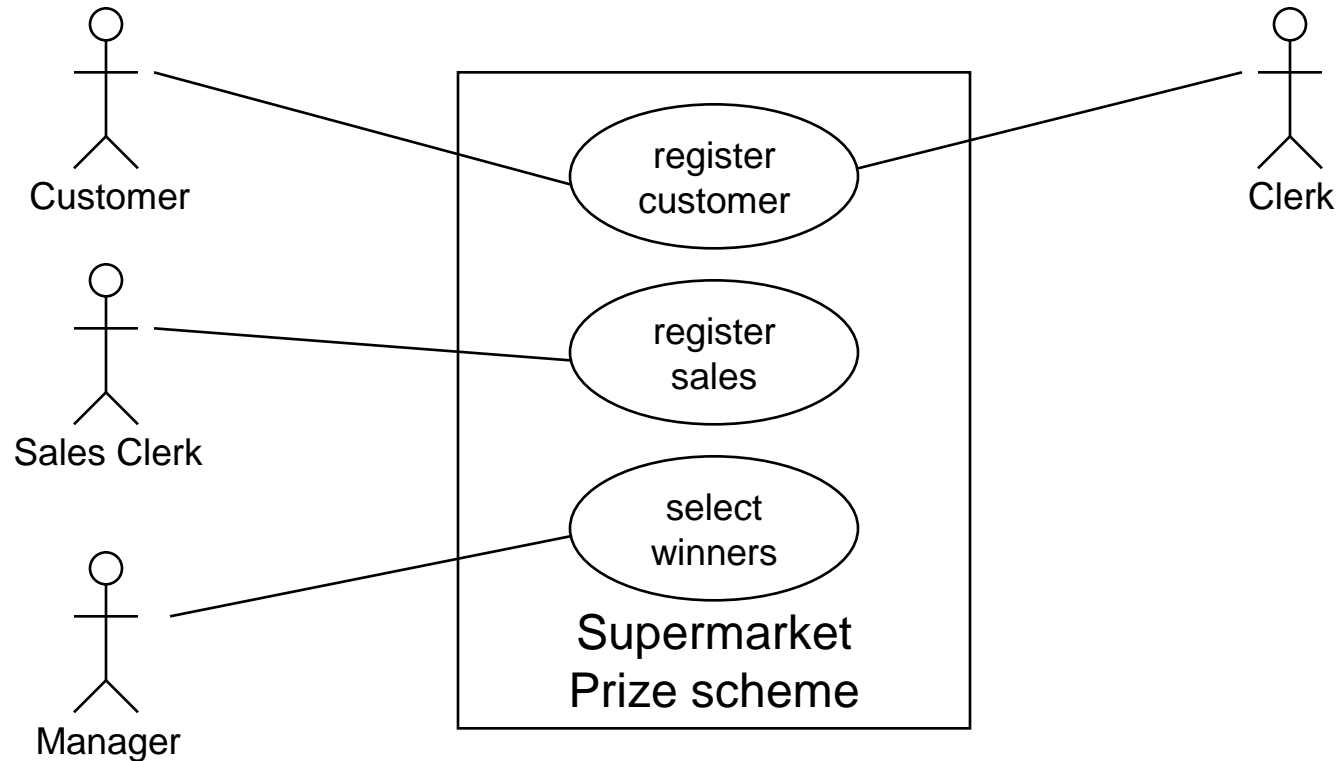 Customer
register
customer
Clerk
register
sales
Sales Clerk
select
winners
Supermarket
Prize scheme
Manager